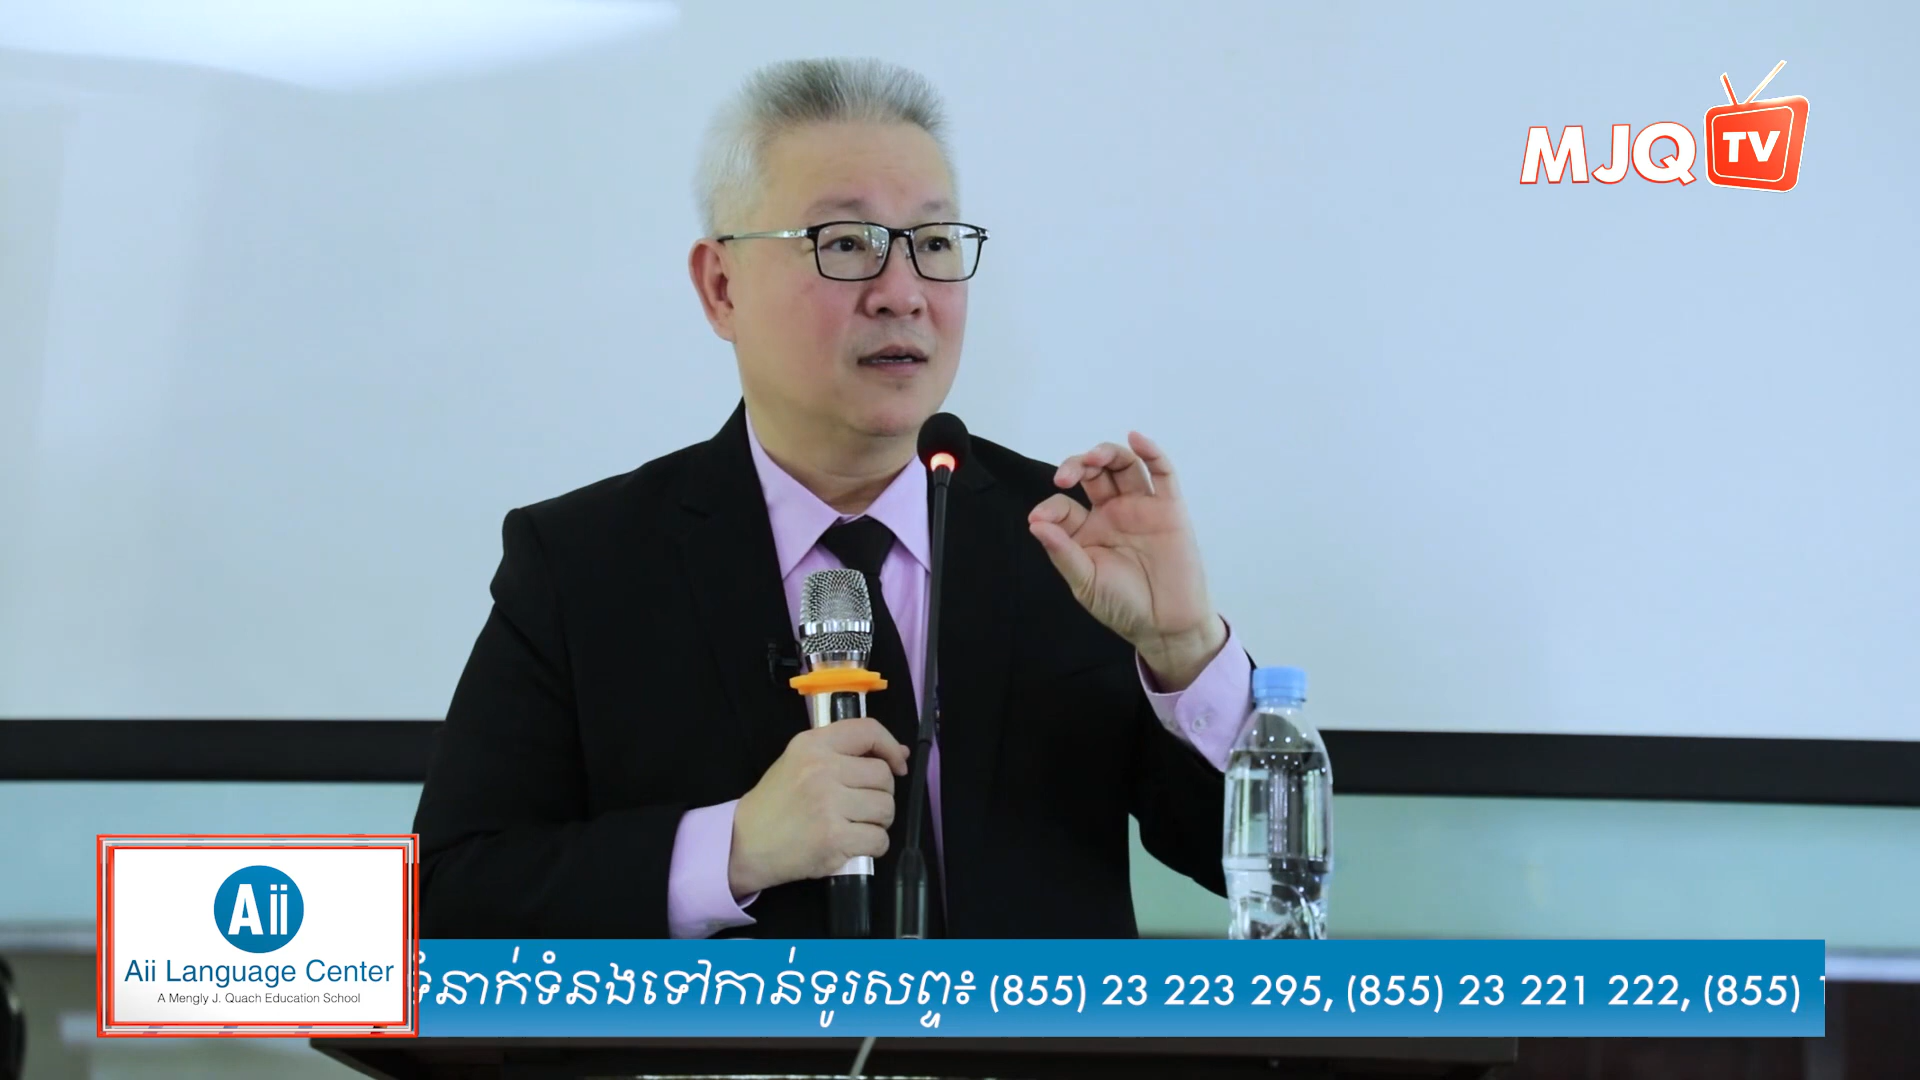 MJQ TV
Aii
Aii Language Center
A Mengly J. Quach Education School
ទំនាក់ទំនងទៅកាន់ទូរសព្ទ៖ (855) 23 223 295, (855) 23 221 222, (855)